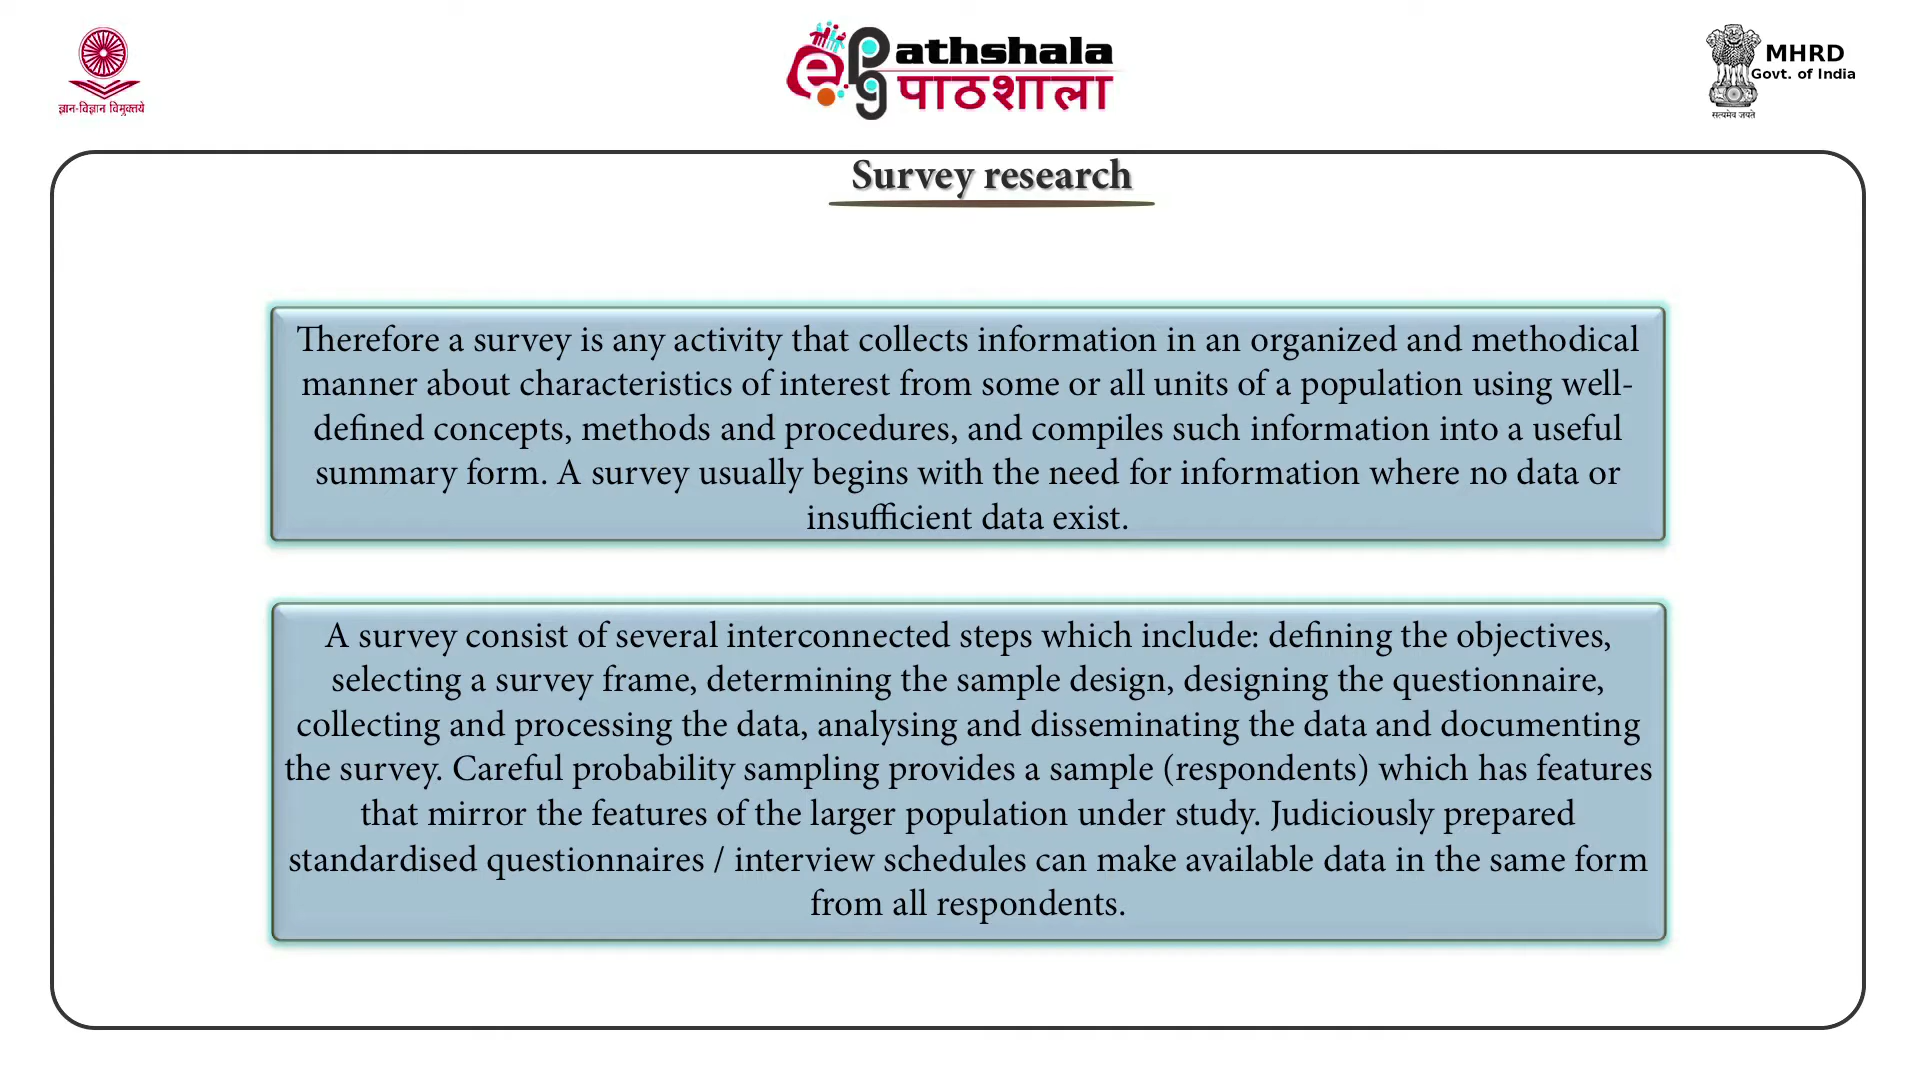 ज्ञान-विज्ञान विमुक्तये
e pg athshala
पाठशाला
MHRD
Govt. of India
सत्यमेव जयते
Survey research
Therefore a survey is any activity that collects information in an organized and methodical
manner about characteristics of interest from some or all units of a population using well-
defined concepts, methods and procedures, and compiles such information into a useful
summary form. A survey usually begins with the need for information where no data or
insufficient data exist.
A survey consist of several interconnected steps which include: defining the objectives,
selecting a survey frame, determining the sample design, designing the questionnaire,
collecting and processing the data, analysing and disseminating the data and documenting
the survey. Careful probability sampling provides a sample (respondents) which has features
that mirror the features of the larger population under study. Judiciously prepared
standardised questionnaires / interview schedules can make available data in the same form
from all respondents.